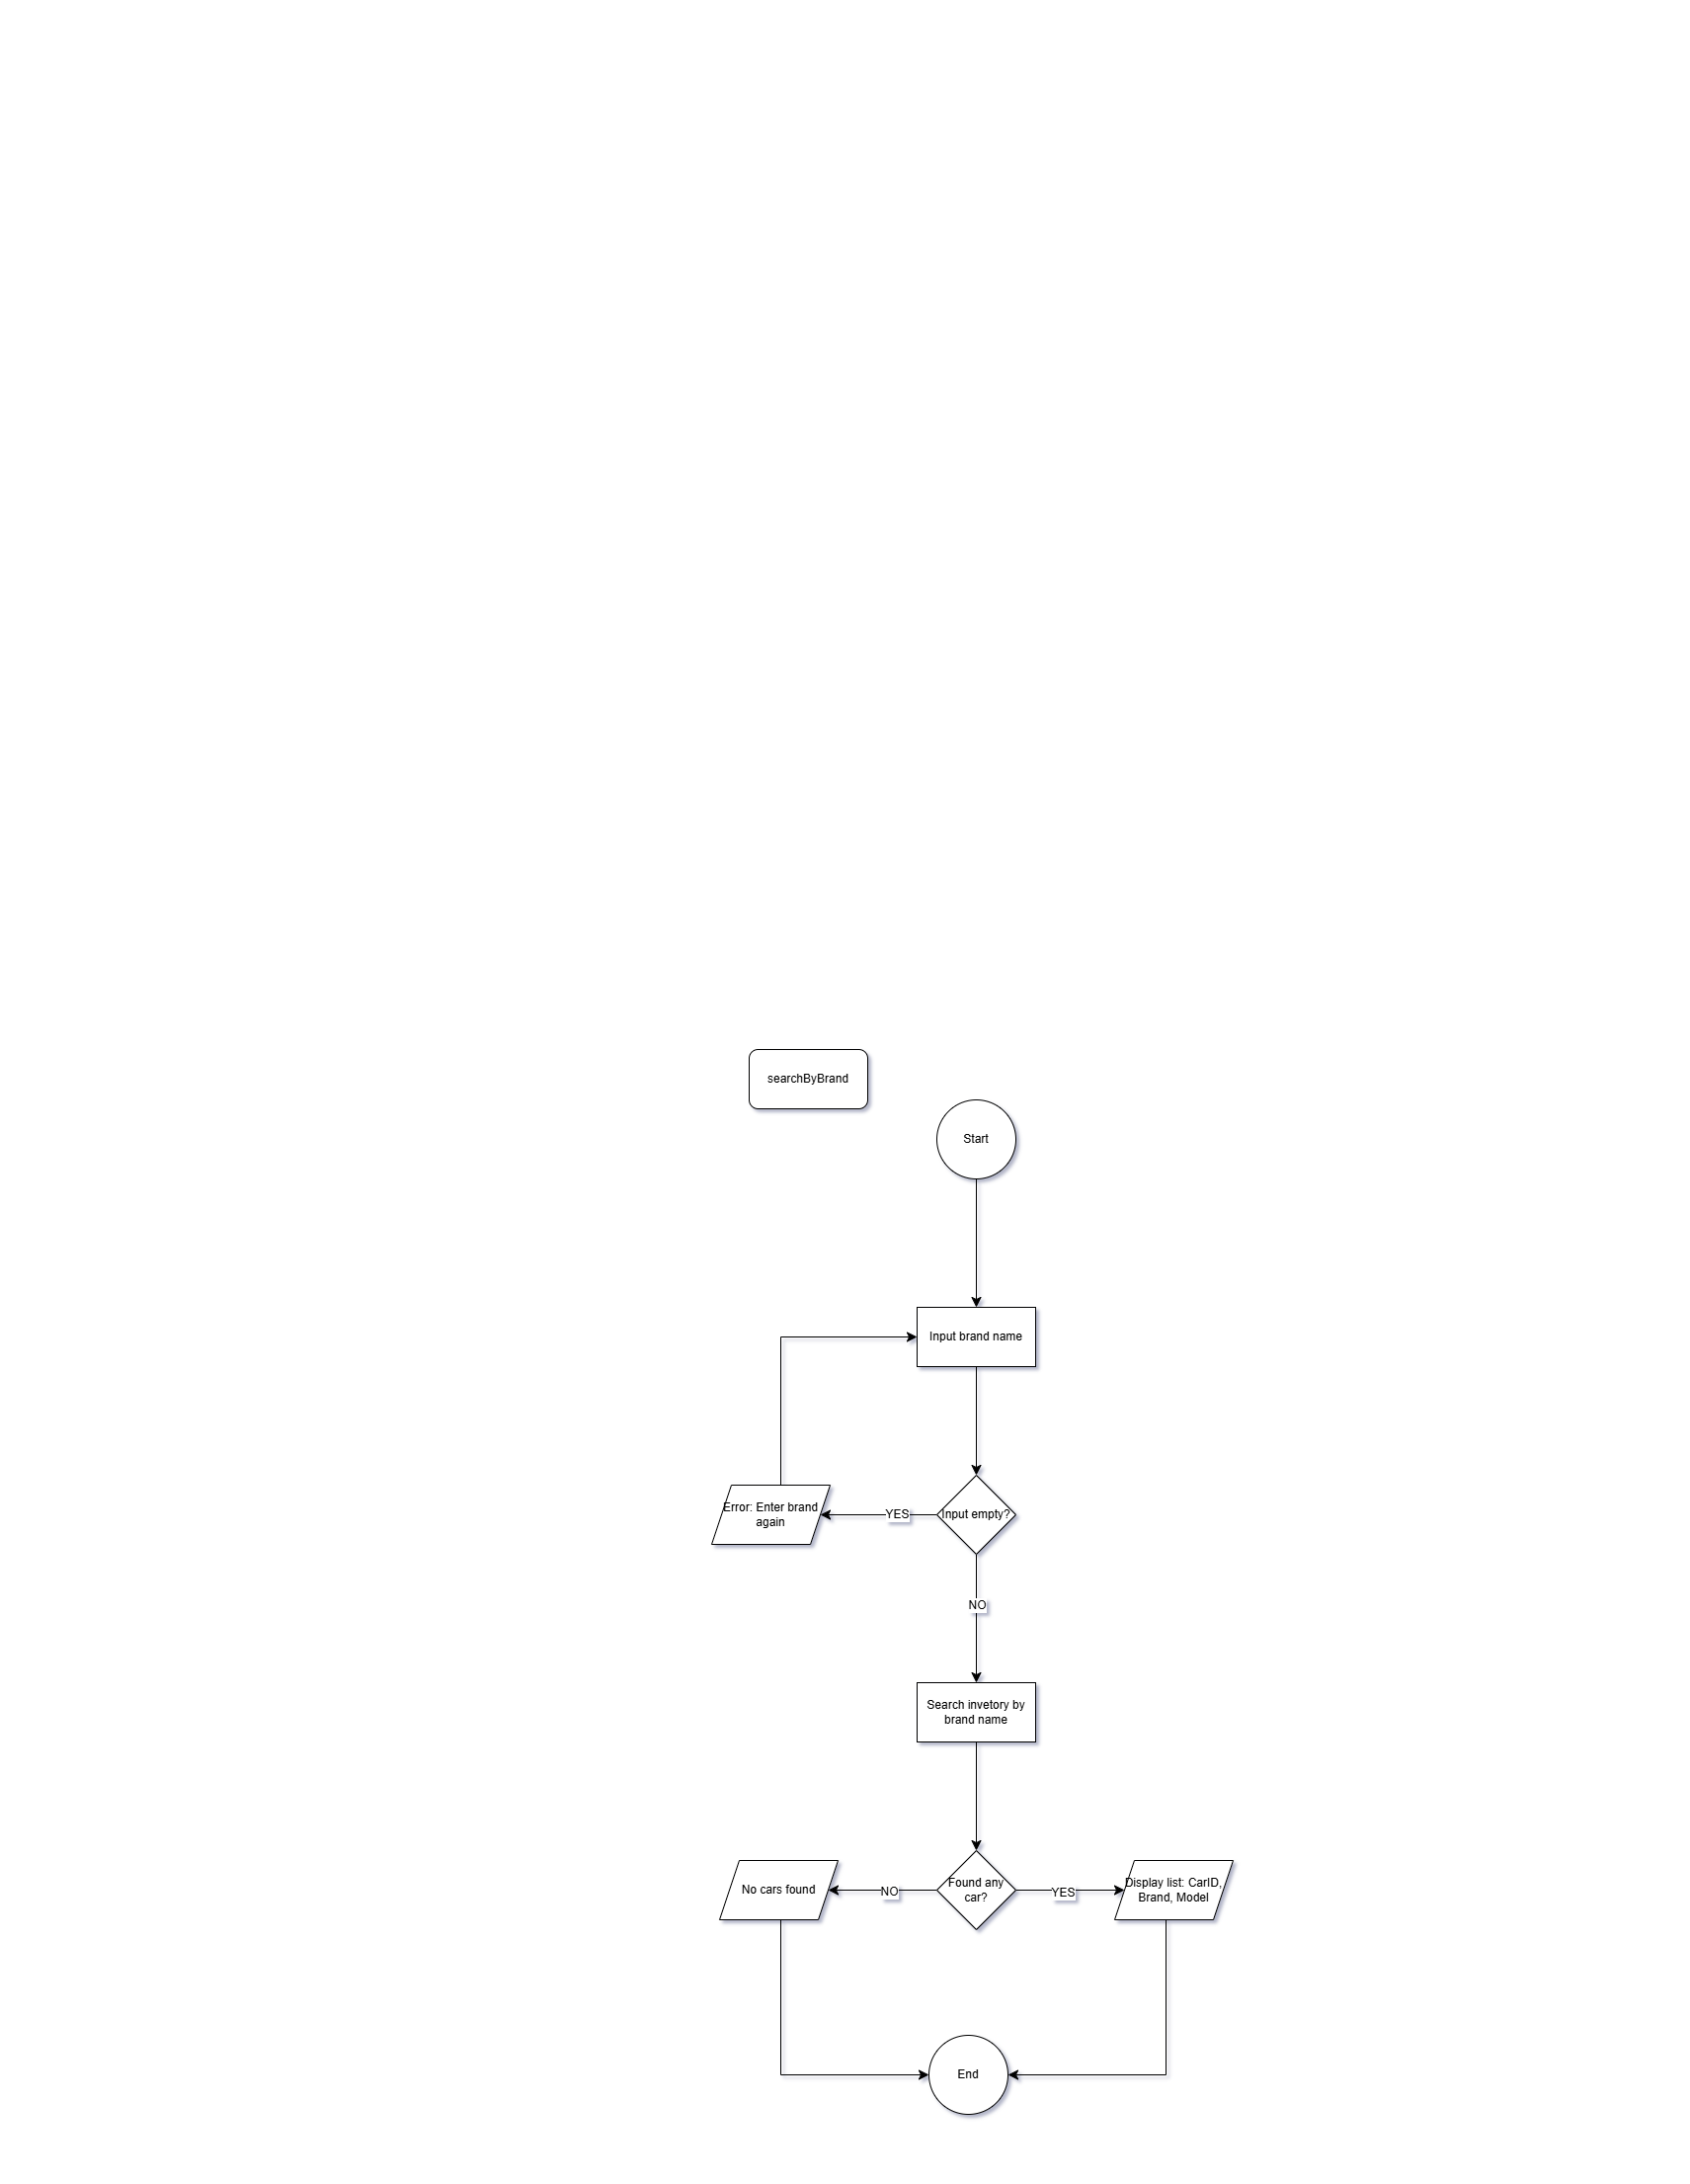 searchByBrand
Start
Input brand name
Error: Enter brand
again
YES
Input empty?
NO
Search invetory by
brand name
No cars found
NO
Found any
car?
YES
Display list: CarID,
Brand, Model
End